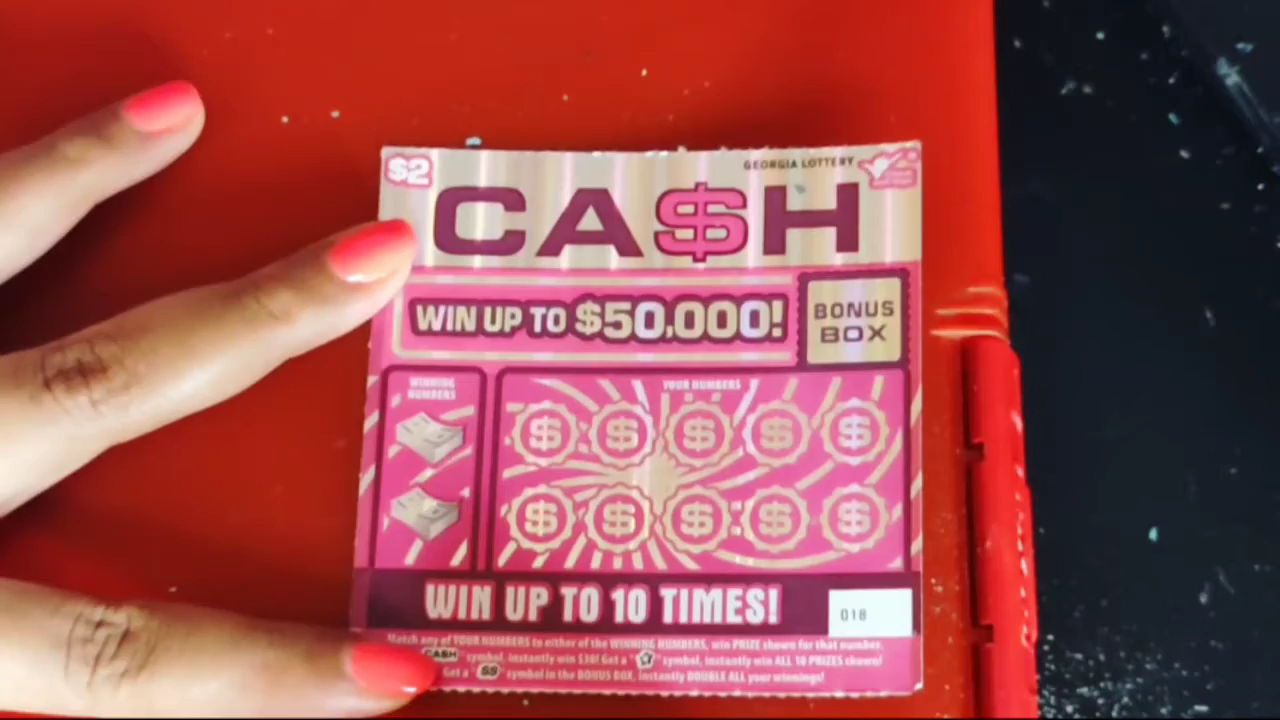 $2
GEORGIA LOTTERY
CA$H
WIN UP TO $50,000!
BONUS
BOX
WINNING
NUMBERS
YOUR NUMBERS
$ $ $ $ $
$ $ $ $ $
WIN UP TO 10 TIMES!
018
Match any of YOUR NUMBERS to either of the WINNING NUMBERS, win PRIZE shown for that number.
CA$H symbol, instantly win $30! Get a symbol, instantly win ALL 10 PRIZES shown!
Get a symbol in the BONUS BOX, instantly DOUBLE ALL your winnings!